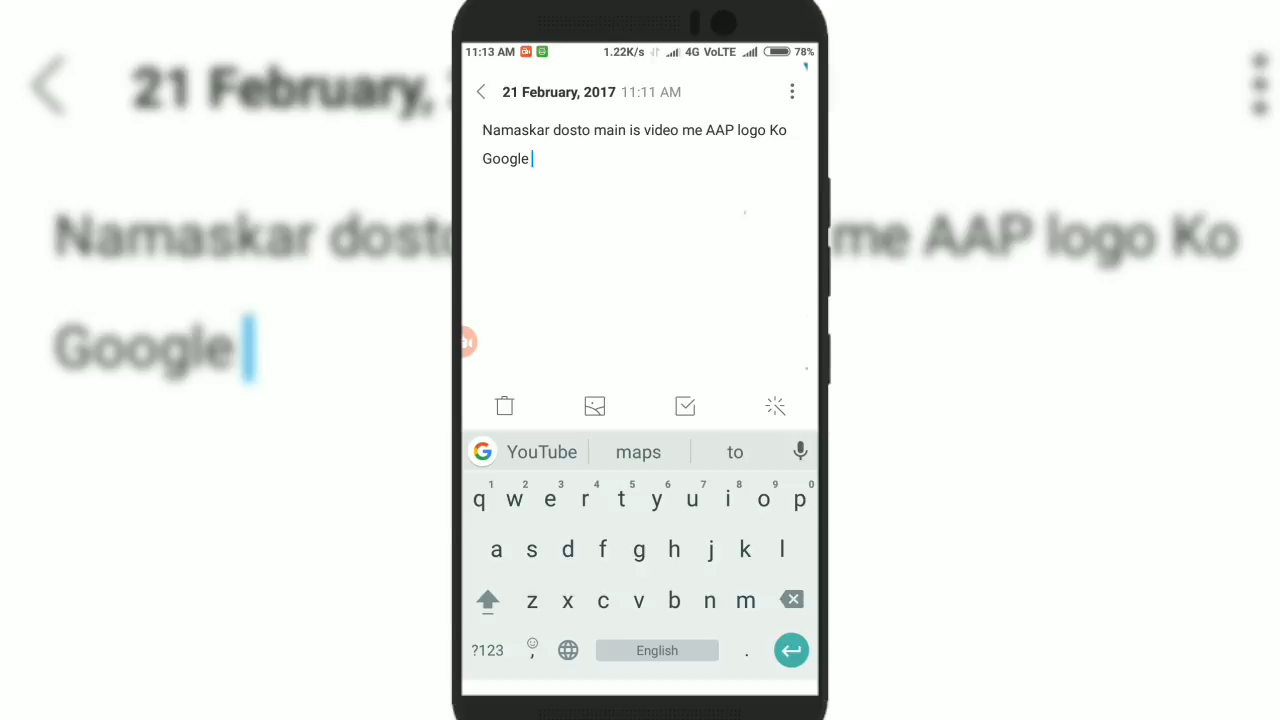 11:13 AM 1.22K/s 4G VoLTE 78%
21 February, 2017 11:11 AM
Namaskar dosto main is video me AAP logo Ko
Google
YouTube maps to
1 2 3 4 5 6 7 8 9 0
q w e r t y u i o p
a s d f g h j k l
z x c v b n m
?123 , English .